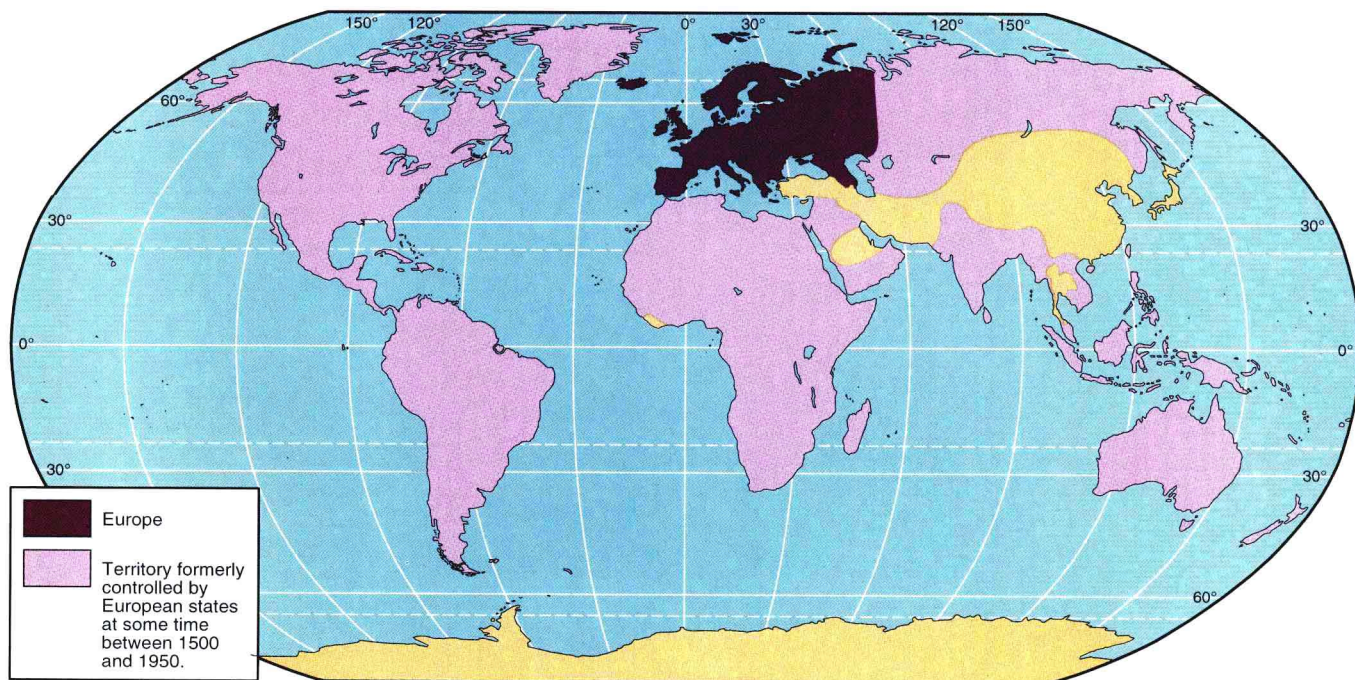 150° 120° 0° 30° 120° 150°
60°
30° 30°
0° 0°
30° 30°
60°
Europe
Territory formerly
controlled by
European states
at some time
between 1500
and 1950.